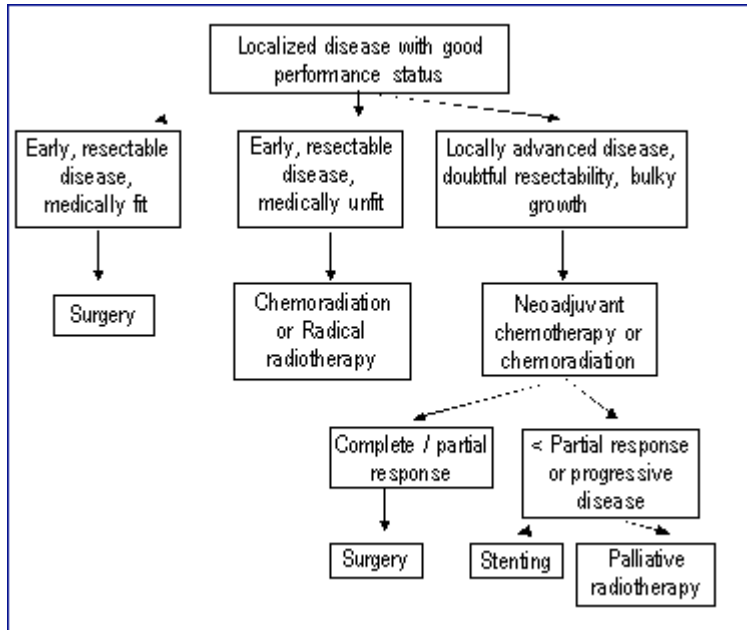 Localized disease with good
performance status
Early, resectable
disease,
medically fit
Early, resectable
disease,
medically unfit
Locally advanced disease,
doubtful resectability, bulky
growth
Surgery
Chemoradiation
or Radical
radiotherapy
Neoadjuvant
chemotherapy or
chemoradiation
Complete / partial
response
< Partial response
or progressive
disease
Surgery
Stenting
Palliative
radiotherapy